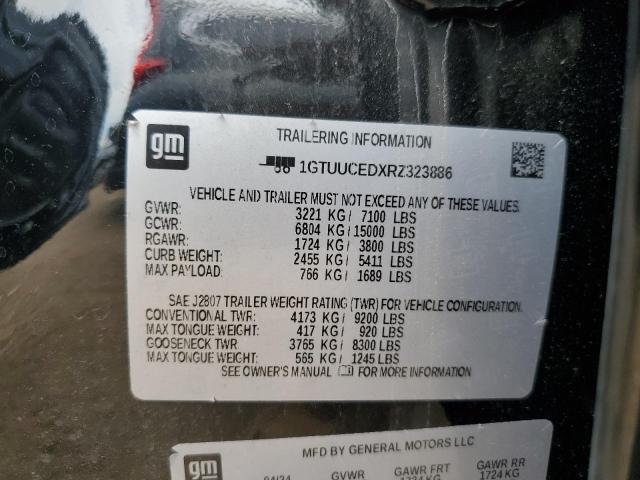 gm
TRAILERING INFORMATION
1GTUUCEDXRZ323886
VEHICLE AND TRAILER MUST NOT EXCEED ANY OF THESE VALUES.
GVWR: 3221 KG/ 7100 LBS
GCWR: 6804 KG/ 15000 LBS
RGAWR: 1724 KG/ 3800 LBS
CURB WEIGHT: 2455 KG/ 5411 LBS
MAX PAYLOAD: 766 KG/ 1689 LBS
SAE J2807 TRAILER WEIGHT RATING (TWR) FOR VEHICLE CONFIGURATION.
CONVENTIONAL TWR: 4173 KG/ 9200 LBS
MAX TONGUE WEIGHT: 417 KG/ 920 LBS
GOOSENECK TWR: 3765 KG/ 8300 LBS
MAX TONGUE WEIGHT: 565 KG/ 1245 LBS
SEE OWNER'S MANUAL FOR MORE INFORMATION
gm
MFD BY GENERAL MOTORS LLC
04/24 GVWR GAWR FRT GAWR RR
1724 KG 1724 KG